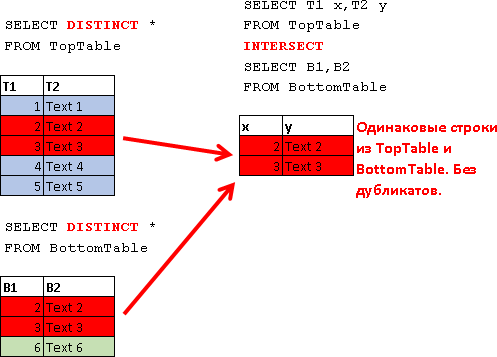 SELECT DISTINCT *
FROM TopTable
T1 T2
1 Text 1
2 Text 2
3 Text 3
4 Text 4
5 Text 5
SELECT DISTINCT *
FROM BottomTable
B1 B2
2 Text 2
3 Text 3
6 Text 6
SELECT T1 x,T2 y
FROM TopTable
INTERSECT
SELECT B1,B2
FROM BottomTable
x y
2 Text 2
3 Text 3
Одинаковые строки
из TopTable и
BottomTable. Без
дубликатов.